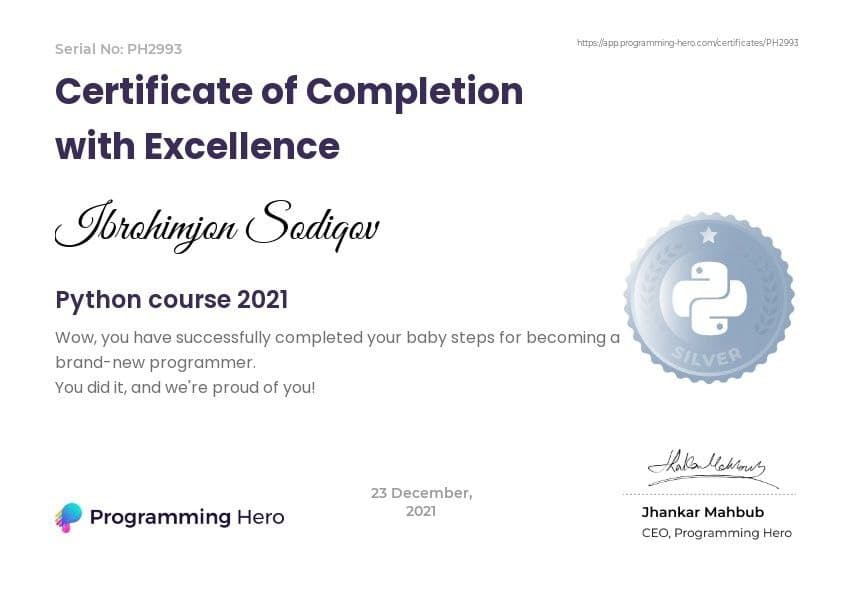 Serial No: PH2993
https://app.programming-hero.com/certificates/PH2993
Certificate of Completion
with Excellence
Ibrohimjon Sodiqov
Python course 2021
Wow, you have successfully completed your baby steps for becoming a
brand-new programmer.
You did it, and we're proud of you!
SILVER
23 December,
2021
Programming Hero
Jhankar Mahbub
Jhankar Mahbub
CEO, Programming Hero